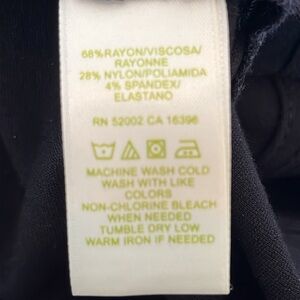 68%RAYON/VISCOSA/
RAYONNE
28% NYLON/POLIAMIDA
4% SPANDEX/
ELASTANO
RN 52002 CA 16396
MACHINE WASH COLD
WASH WITH LIKE
COLORS
NON-CHLORINE BLEACH
WHEN NEEDED
TUMBLE DRY LOW
WARM IRON IF NEEDED